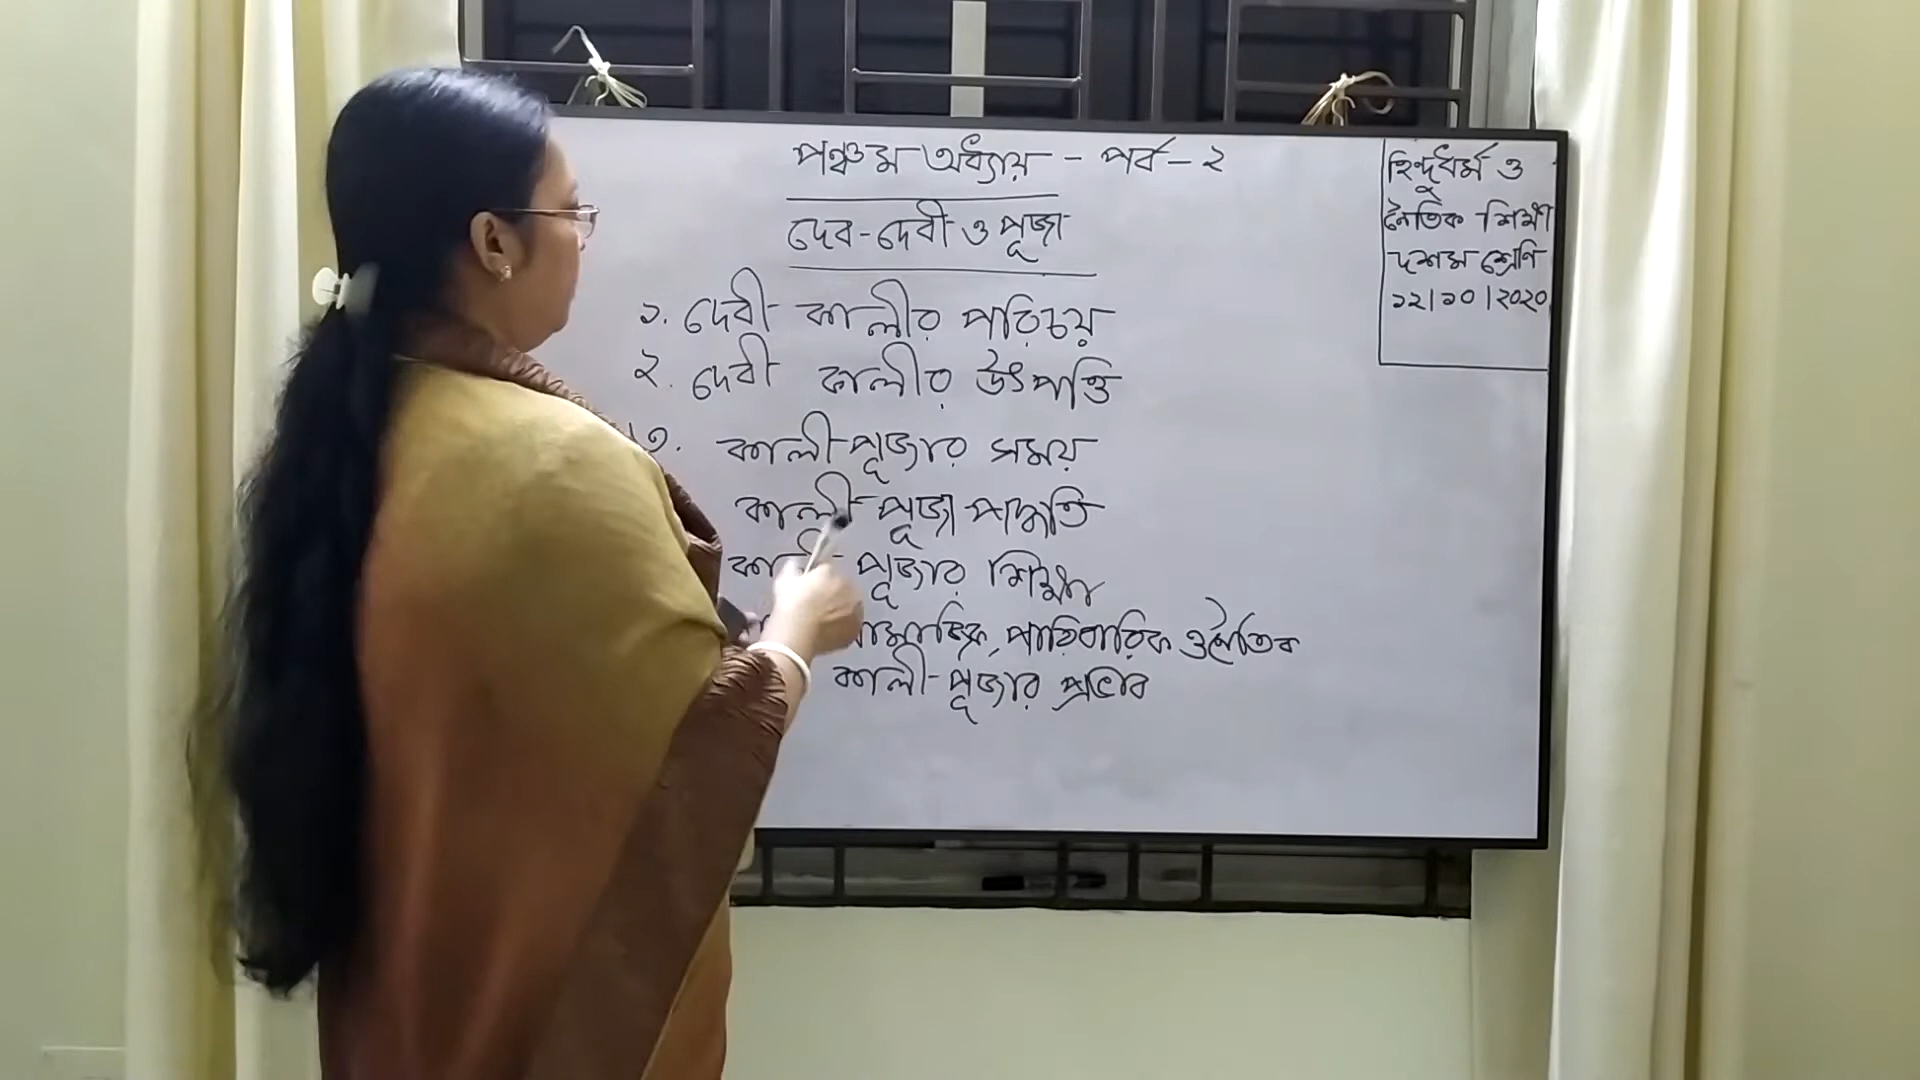 পঞ্চম অধ্যায় - পর্ব - ২
দেব-দেবী ও পূজা
১. দেবী কালীর পরিচয়
২. দেবী কালীর উৎপত্তি
৩. কালী পূজার সময়
কালী পূজা পদ্ধতি
পূজার শিক্ষা
পারিবারিক ও নৈতিক
কালী পূজার প্রভাব
হিন্দুধর্ম ও
নৈতিক শিক্ষা
দশম শ্রেণি
১২|১০|২০২০